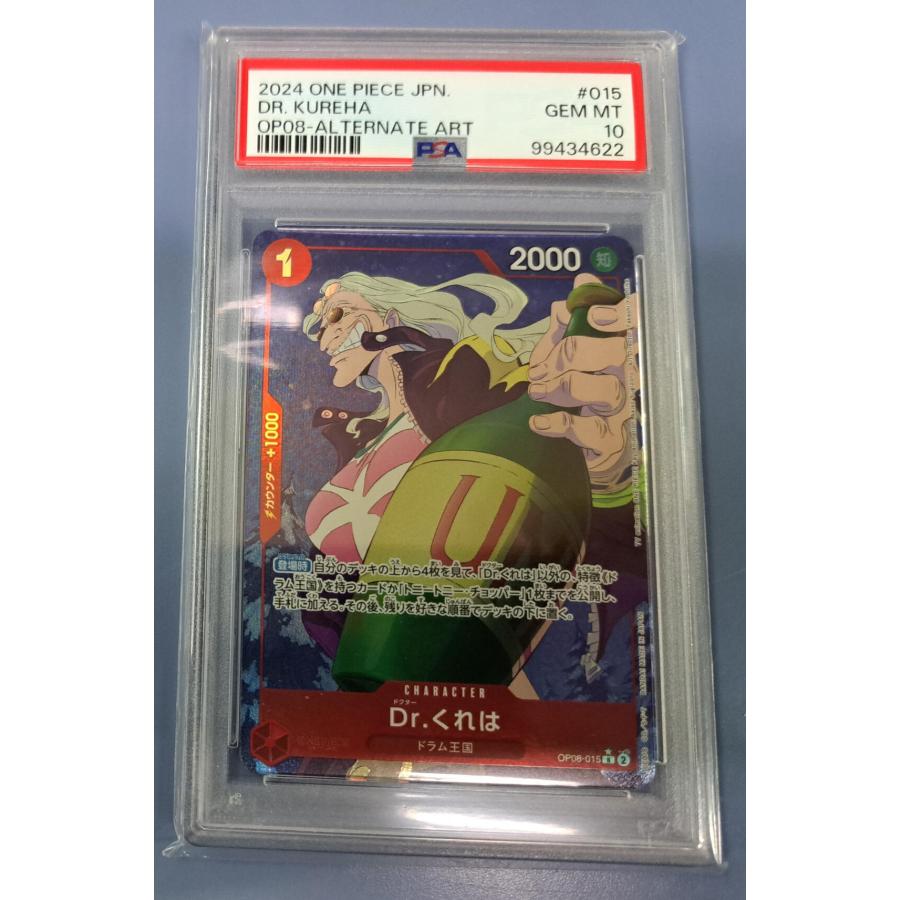 2024 ONE PIECE JPN.
#015
DR. KUREHA
GEM MT
OP08-ALTERNATE ART
10
PSA
99434622
1
2000
知
カウンター +1000
U
登場時 自分のデッキの上から4枚を見て、「Dr.くれは」以外の、特徴《ド
ラム王国》を持つカードか「トニートニー・チョッパー」1枚までを公開し、
手札に加える。その後、残りを好きな順番でデッキの下に置く。
CHARACTER
ドクター
Dr.くれは
ドラム王国
OP08-015
R
2